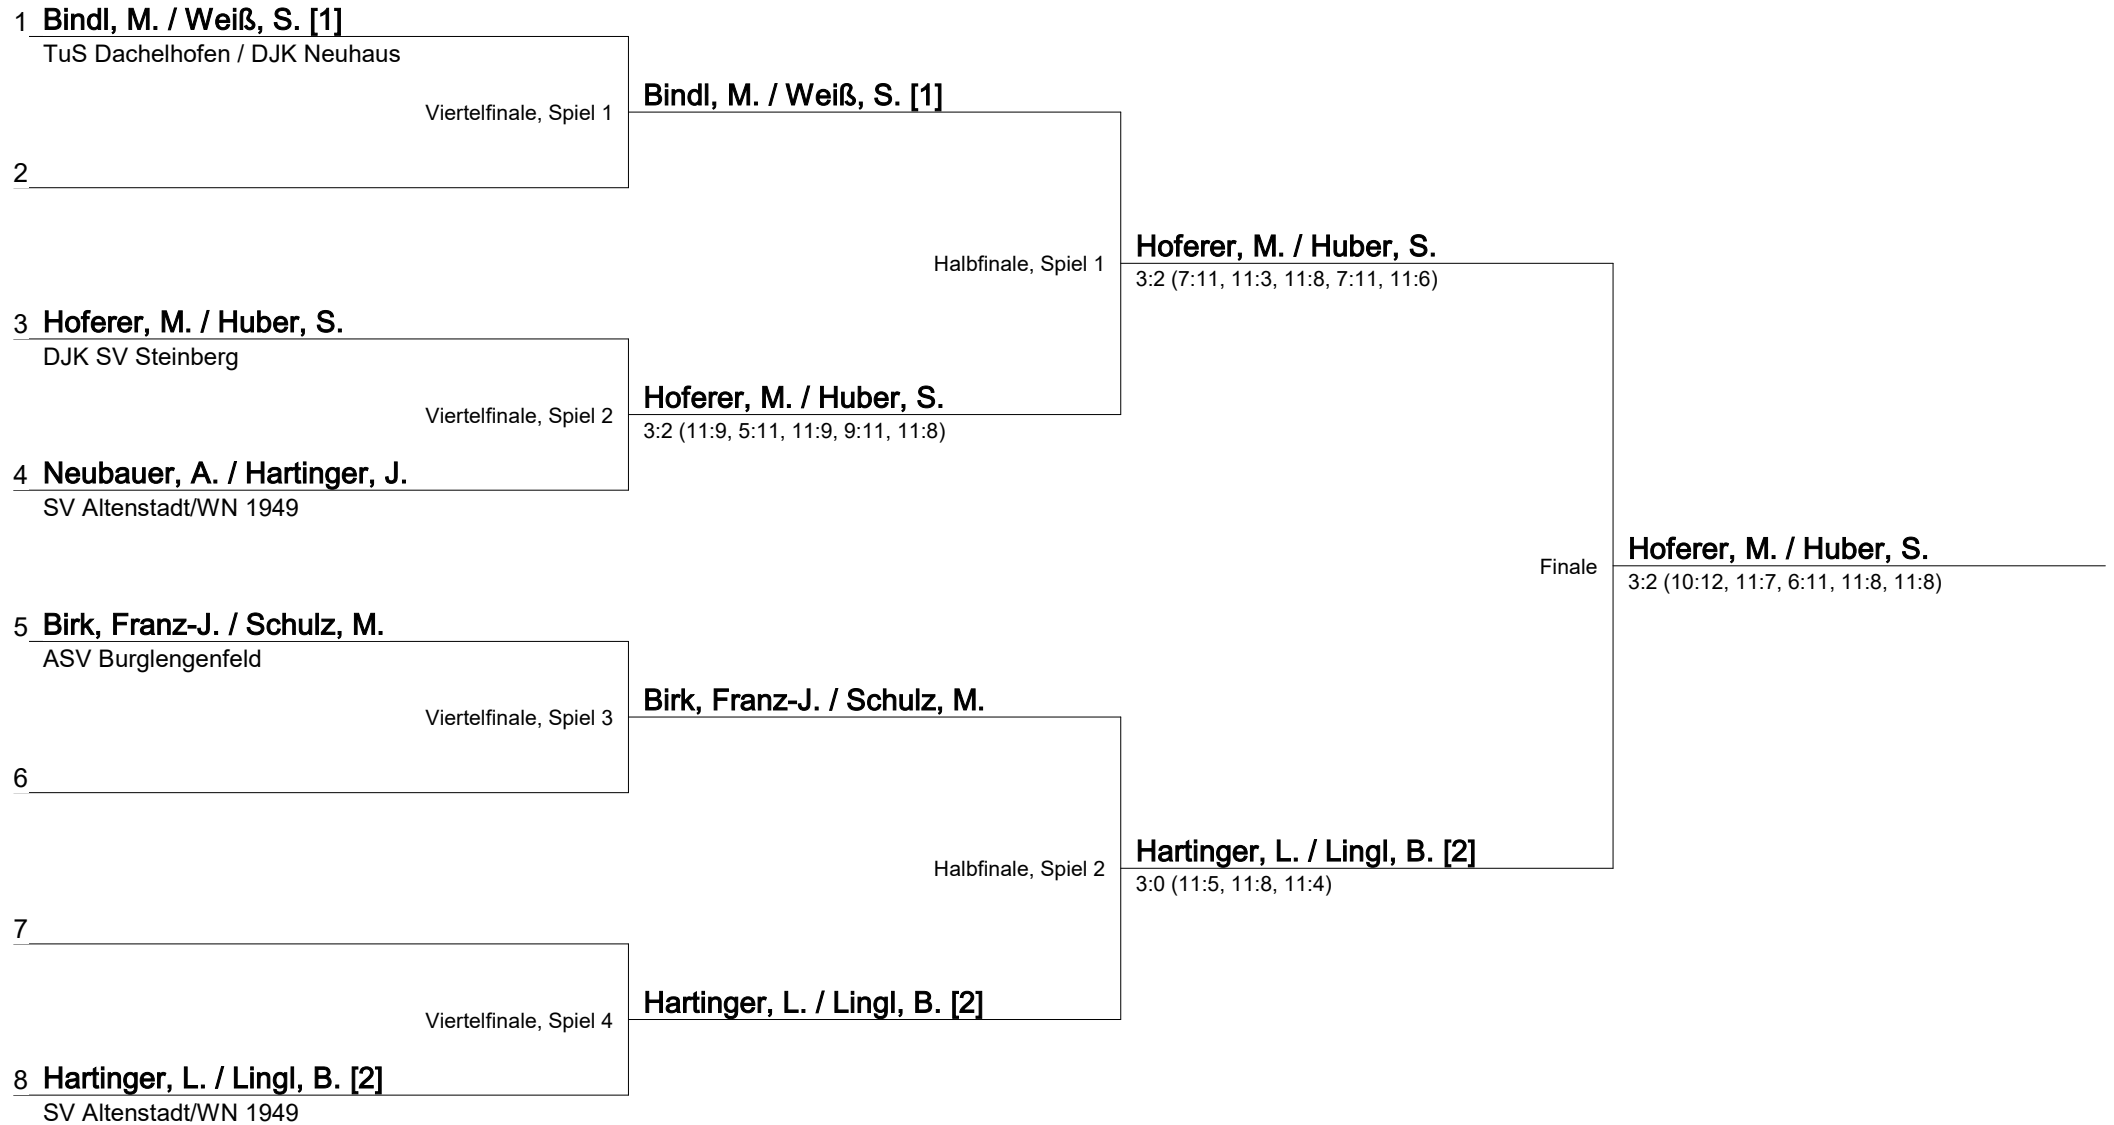 1 Bindl, M. / Weiß, S. [1]
TuS Dachelhofen / DJK Neuhaus
Viertelfinale, Spiel 1
Bindl, M. / Weiß, S. [1]
2
Halbfinale, Spiel 1
Hoferer, M. / Huber, S.
3:2 (7:11, 11:3, 11:8, 7:11, 11:6)
3 Hoferer, M. / Huber, S.
DJK SV Steinberg
Viertelfinale, Spiel 2
Hoferer, M. / Huber, S.
3:2 (11:9, 5:11, 11:9, 9:11, 11:8)
4 Neubauer, A. / Hartinger, J.
SV Altenstadt/WN 1949
Finale
Hoferer, M. / Huber, S.
3:2 (10:12, 11:7, 6:11, 11:8, 11:8)
5 Birk, Franz-J. / Schulz, M.
ASV Burglengenfeld
Viertelfinale, Spiel 3
Birk, Franz-J. / Schulz, M.
6
Halbfinale, Spiel 2
Hartinger, L. / Lingl, B. [2]
3:0 (11:5, 11:8, 11:4)
7
Viertelfinale, Spiel 4
Hartinger, L. / Lingl, B. [2]
8 Hartinger, L. / Lingl, B. [2]
SV Altenstadt/WN 1949